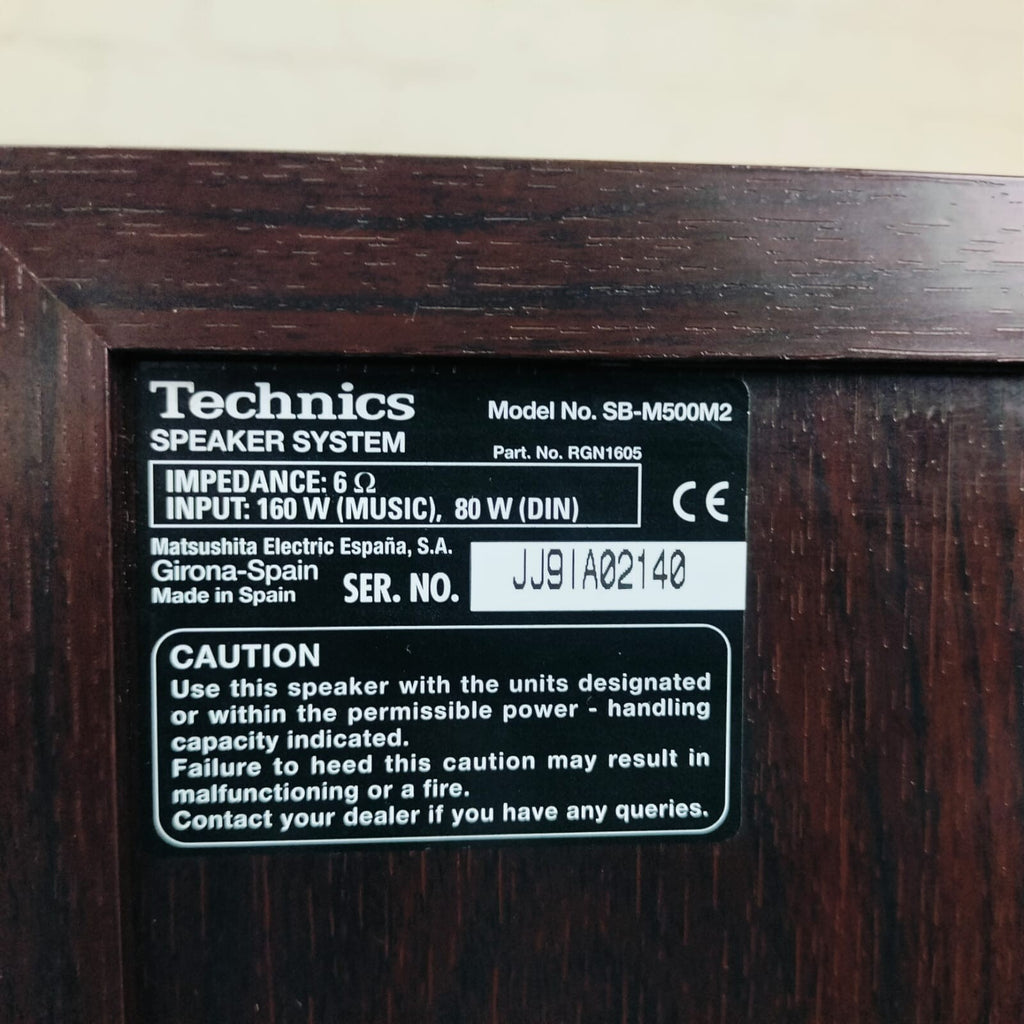 Technics
Model No. SB-M500M2
SPEAKER SYSTEM
Part. No. RGN1605
IMPEDANCE: 6 Ω
INPUT: 160 W (MUSIC), 80 W (DIN)
CE
Matsushita Electric España, S.A.
Girona-Spain
Made in Spain
SER. NO.
JJ9IA02140
CAUTION
Use this speaker with the units designated
or within the permissible power - handling
capacity indicated.
Failure to heed this caution may result in
malfunctioning or a fire.
Contact your dealer if you have any queries.